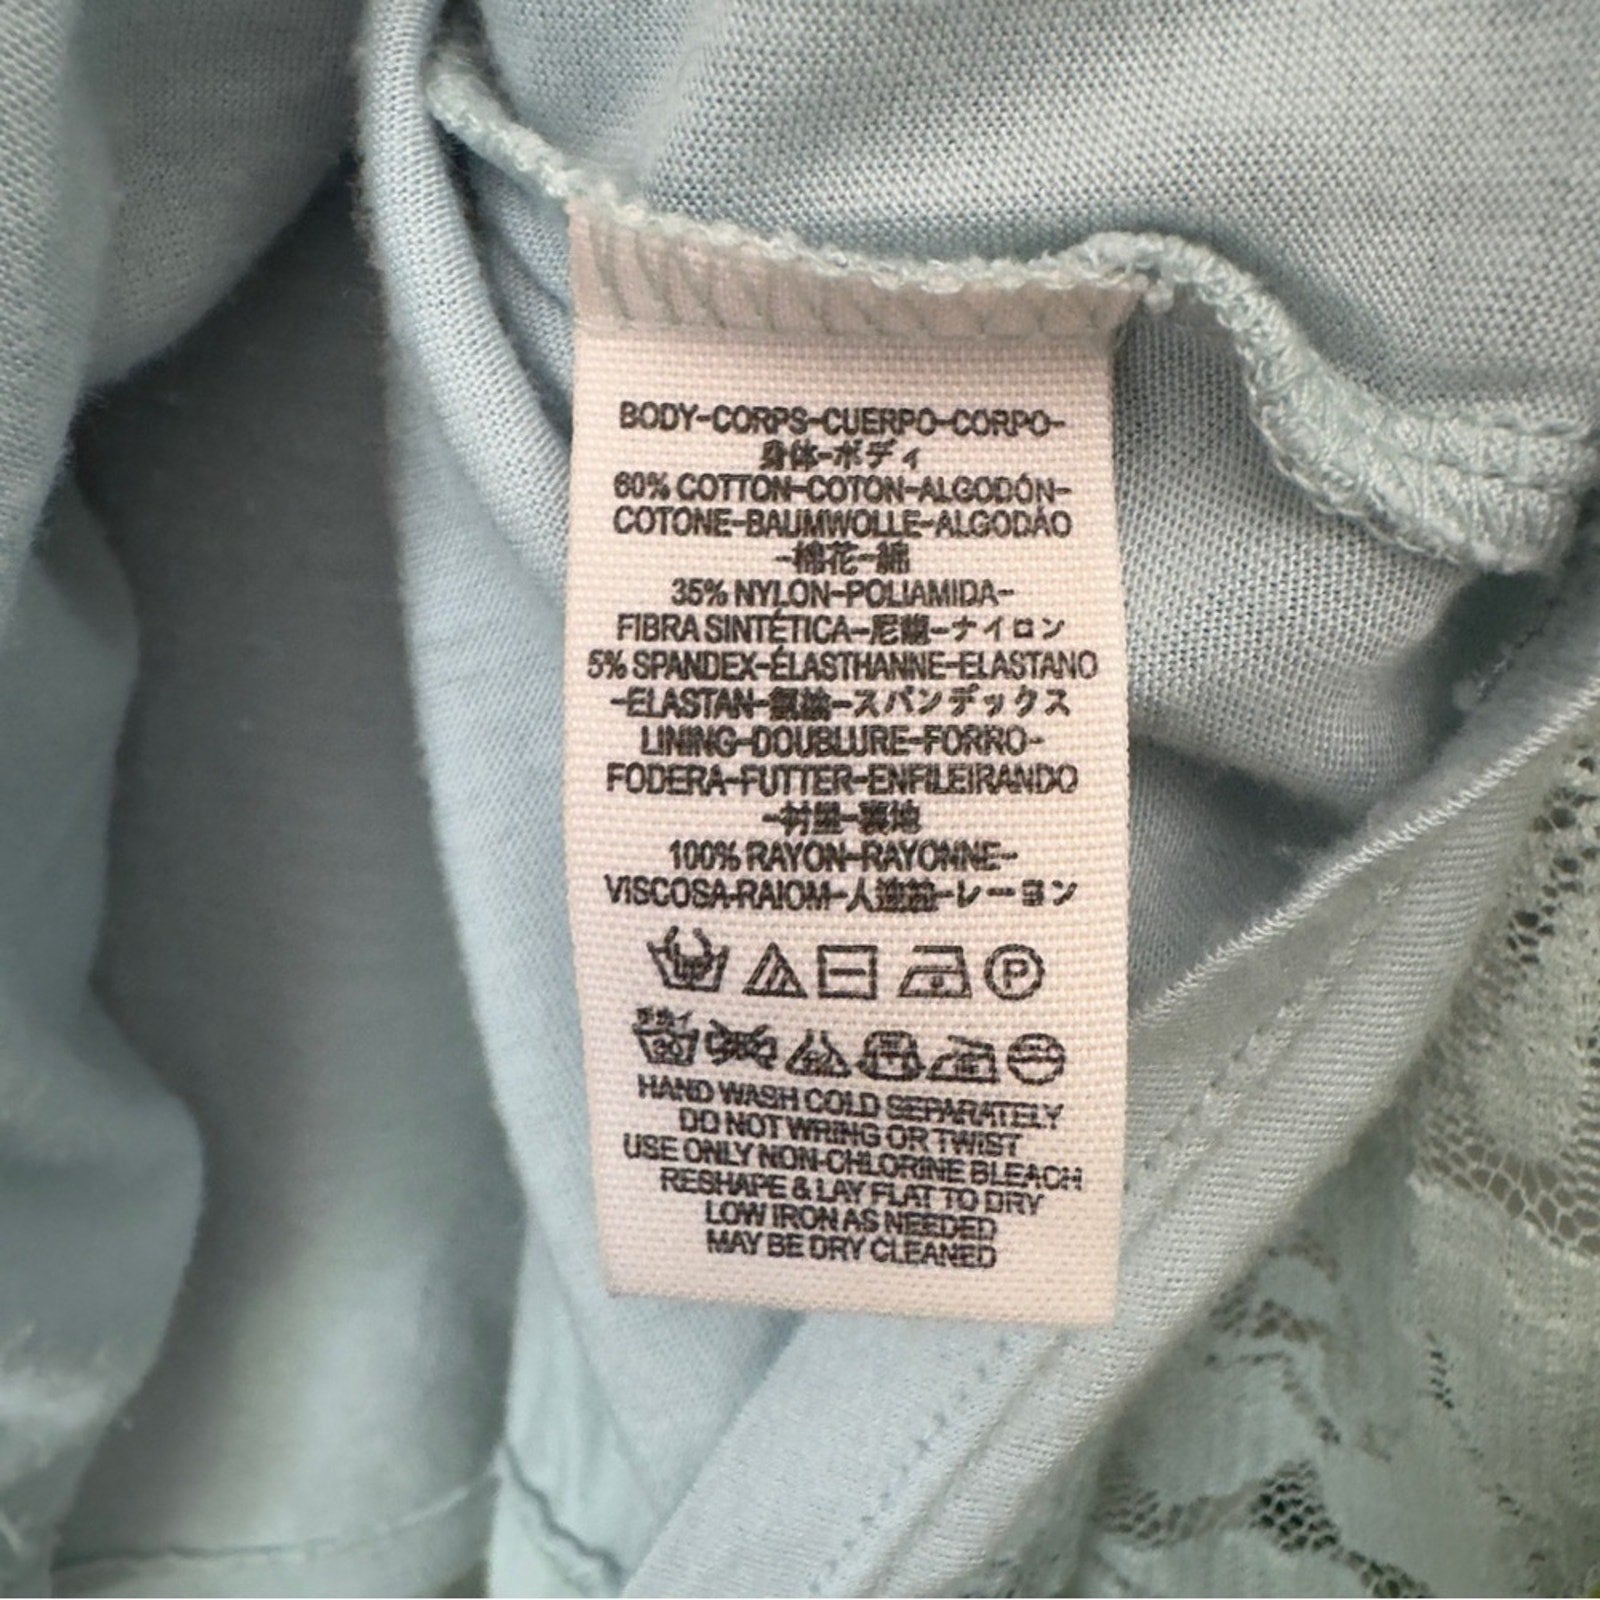 BODY-CORPS-CUERPO-CORPO-
身体-ボディ
60% COTTON-COTON-ALGODÓN-
COTONE-BAUMWOLLE-ALGODÃO
-棉花-綿
35% NYLON-POLIAMIDA-
FIBRA SINTÉTICA-尼龍-ナイロン
5% SPANDEX-ÉLASTHANNE-ELASTANO
-ELASTAN-氨綸-スパンデックス
LINING-DOUBLURE-FORRO-
FODERA-FUTTER-ENFILEIRANDO
-衬里-裏地
100% RAYON-RAYONNE-
VISCOSA-RAIOM-人造絲-レーヨン
P
HAND WASH COLD SEPARATELY
DO NOT WRING OR TWIST
USE ONLY NON-CHLORINE BLEACH
RESHAPE & LAY FLAT TO DRY
LOW IRON AS NEEDED
MAY BE DRY CLEANED